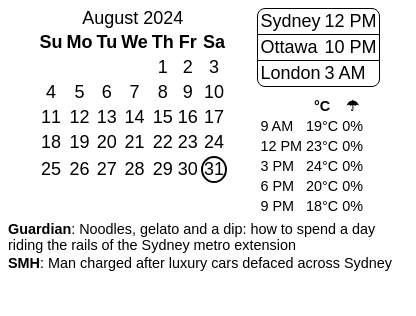 August 2024
Su Mo Tu We Th Fr Sa
1 2 3
4 5 6 7 8 9 10
11 12 13 14 15 16 17
18 19 20 21 22 23 24
25 26 27 28 29 30 31
Sydney 12 PM
Ottawa 10 PM
London 3 AM
°C ☂
9 AM 19°C 0%
12 PM 23°C 0%
3 PM 24°C 0%
6 PM 20°C 0%
9 PM 18°C 0%
Guardian: Noodles, gelato and a dip: how to spend a day
riding the rails of the Sydney metro extension
SMH: Man charged after luxury cars defaced across Sydney